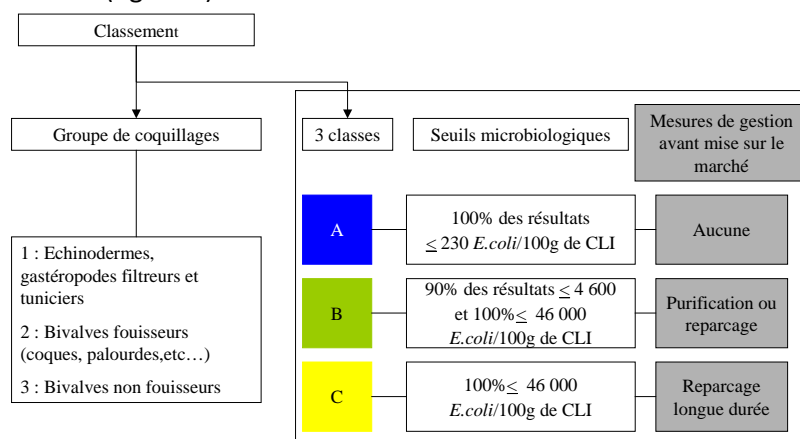 Classement
Groupe de coquillages
3 classes
Seuils microbiologiques
Mesures de gestion
avant mise sur le
marché
1 : Echinodermes,
gastéropodes filtreurs et
tuniciers
2 : Bivalves fouisseurs
(coques, palourdes,etc…)
3 : Bivalves non fouisseurs
A
100% des résultats
≤ 230 E.coli/100g de CLI
Aucune
B
90% des résultats ≤ 4 600
et 100%≤ 46 000
E.coli/100g de CLI
Purification ou
reparcage
C
100%≤ 46 000
E.coli/100g de CLI
Reparcage
longue durée